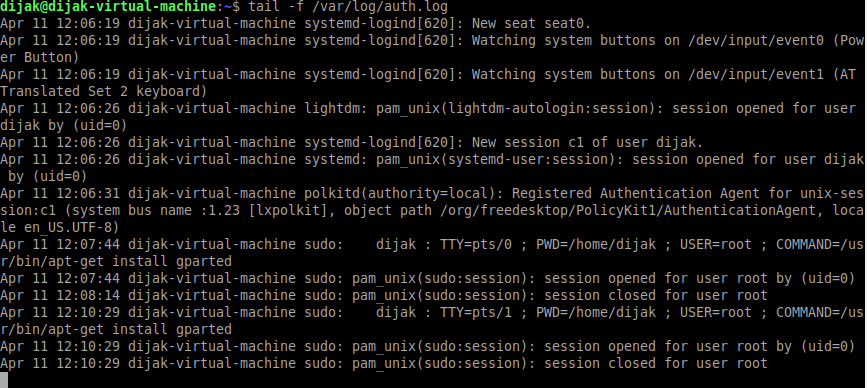 dijak@dijak-virtual-machine:~$ tail -f /var/log/auth.log
Apr 11 12:06:19 dijak-virtual-machine systemd-logind[620]: New seat seat0.
Apr 11 12:06:19 dijak-virtual-machine systemd-logind[620]: Watching system buttons on /dev/input/event0 (Pow
er Button)
Apr 11 12:06:19 dijak-virtual-machine systemd-logind[620]: Watching system buttons on /dev/input/event1 (AT
Translated Set 2 keyboard)
Apr 11 12:06:26 dijak-virtual-machine lightdm: pam_unix(lightdm-autologin:session): session opened for user
dijak by (uid=0)
Apr 11 12:06:26 dijak-virtual-machine systemd-logind[620]: New session c1 of user dijak.
Apr 11 12:06:26 dijak-virtual-machine systemd: pam_unix(systemd-user:session): session opened for user dijak
 by (uid=0)
Apr 11 12:06:31 dijak-virtual-machine polkitd(authority=local): Registered Authentication Agent for unix-ses
sion:c1 (system bus name :1.23 [lxpolkit], object path /org/freedesktop/PolicyKit1/AuthenticationAgent, loca
le en_US.UTF-8)
Apr 11 12:07:44 dijak-virtual-machine sudo:    dijak : TTY=pts/0 ; PWD=/home/dijak ; USER=root ; COMMAND=/us
r/bin/apt-get install gparted
Apr 11 12:07:44 dijak-virtual-machine sudo: pam_unix(sudo:session): session opened for user root by (uid=0)
Apr 11 12:08:14 dijak-virtual-machine sudo: pam_unix(sudo:session): session closed for user root
Apr 11 12:10:29 dijak-virtual-machine sudo:    dijak : TTY=pts/1 ; PWD=/home/dijak ; USER=root ; COMMAND=/us
r/bin/apt-get install gparted
Apr 11 12:10:29 dijak-virtual-machine sudo: pam_unix(sudo:session): session opened for user root by (uid=0)
Apr 11 12:10:29 dijak-virtual-machine sudo: pam_unix(sudo:session): session closed for user root